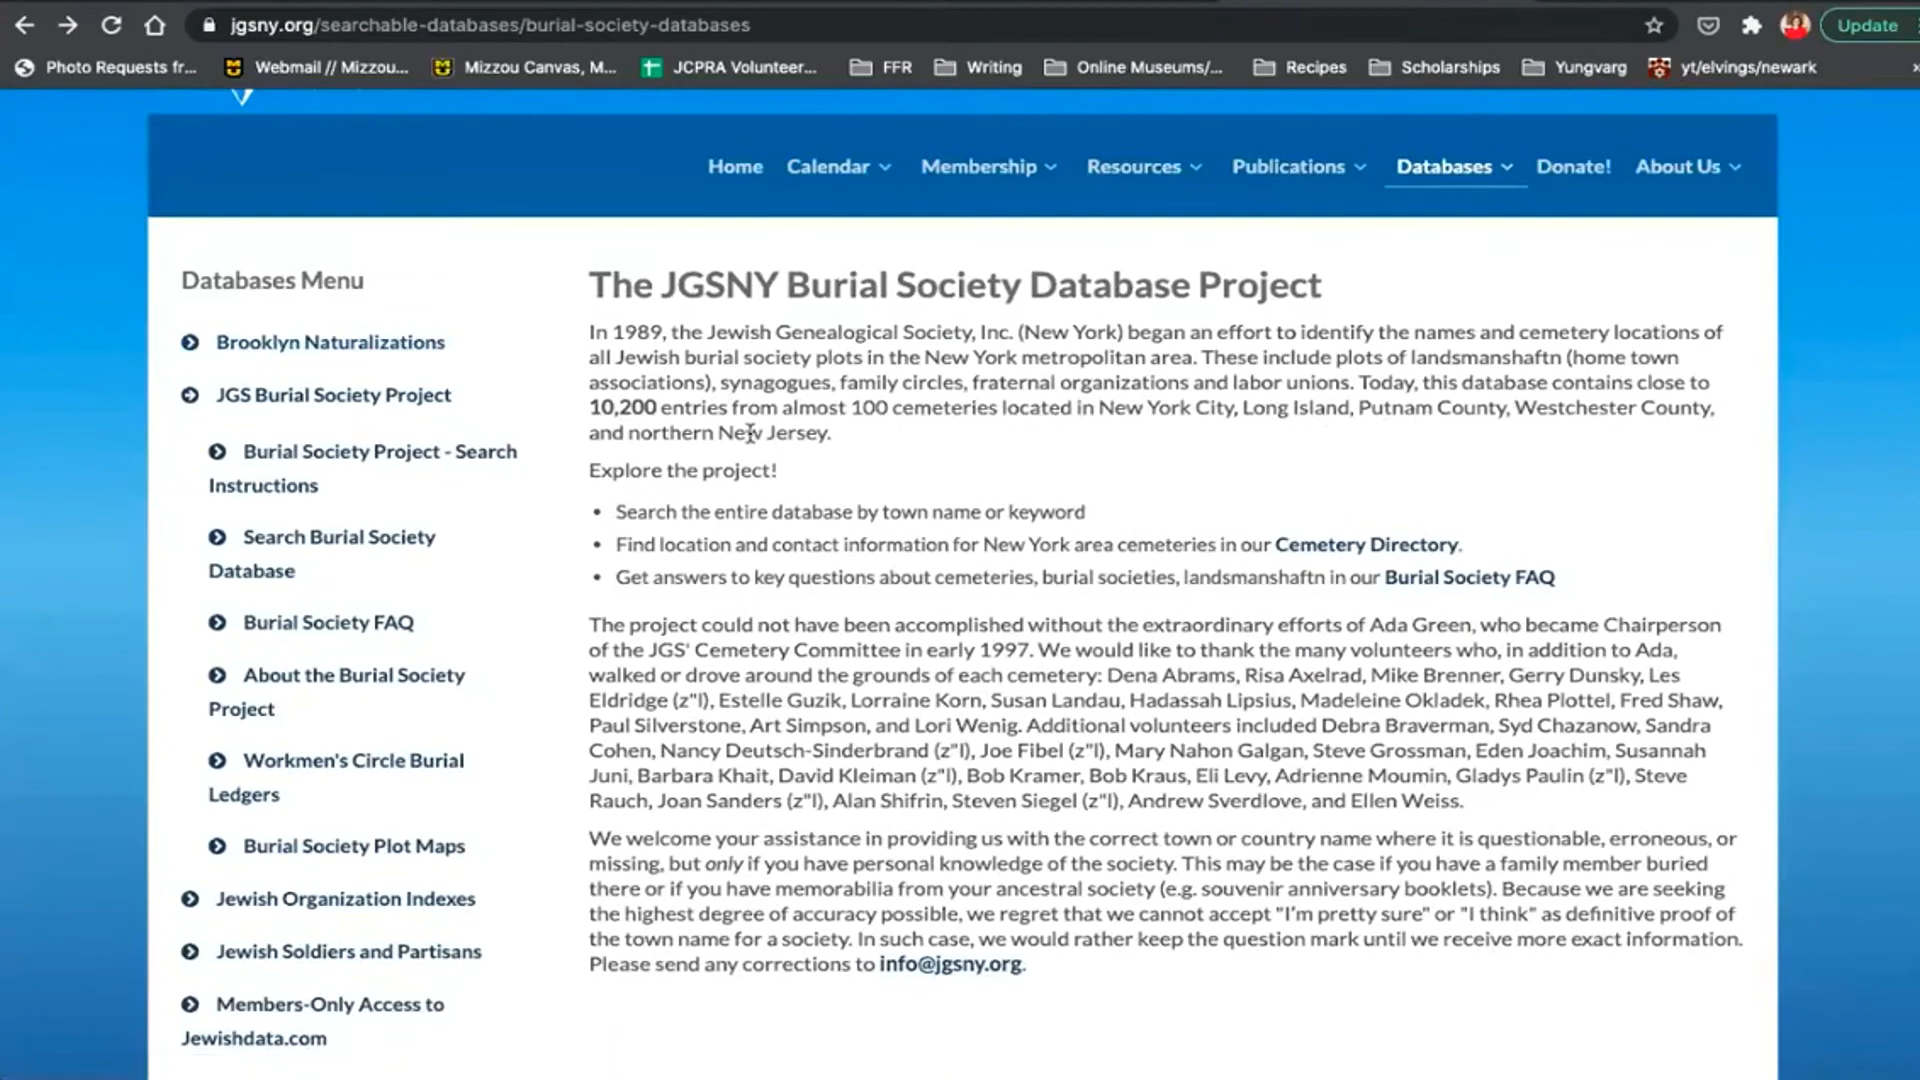 jgsny.org/searchable-databases/burial-society-databases
Update
Photo Requests fr...
Webmail // Mizzou...
Mizzou Canvas, M...
JCPRA Volunteer...
FFR
Writing
Online Museums/...
Recipes
Scholarships
Yungvarg
yt/elvings/newark
Home
Calendar
Membership
Resources
Publications
Databases
Donate!
About Us
Databases Menu
Brooklyn Naturalizations
JGS Burial Society Project
Burial Society Project - Search
Instructions
Search Burial Society
Database
Burial Society FAQ
About the Burial Society
Project
Workmen's Circle Burial
Ledgers
Burial Society Plot Maps
Jewish Organization Indexes
Jewish Soldiers and Partisans
Members-Only Access to
Jewishdata.com
The JGSNY Burial Society Database Project
In 1989, the Jewish Genealogical Society, Inc. (New York) began an effort to identify the names and cemetery locations of
all Jewish burial society plots in the New York metropolitan area. These include plots of landsmanshaftn (home town
associations), synagogues, family circles, fraternal organizations and labor unions. Today, this database contains close to
10,200 entries from almost 100 cemeteries located in New York City, Long Island, Putnam County, Westchester County,
and northern New Jersey.
Explore the project!
• Search the entire database by town name or keyword
• Find location and contact information for New York area cemeteries in our Cemetery Directory.
• Get answers to key questions about cemeteries, burial societies, landsmanshaftn in our Burial Society FAQ
The project could not have been accomplished without the extraordinary efforts of Ada Green, who became Chairperson
of the JGS' Cemetery Committee in early 1997. We would like to thank the many volunteers who, in addition to Ada,
walked or drove around the grounds of each cemetery: Dena Abrams, Risa Axelrad, Mike Brenner, Gerry Dunsky, Les
Eldridge (z"l), Estelle Guzik, Lorraine Korn, Susan Landau, Hadassah Lipsius, Madeleine Okladek, Rhea Plottel, Fred Shaw,
Paul Silverstone, Art Simpson, and Lori Wenig. Additional volunteers included Debra Braverman, Syd Chazanow, Sandra
Cohen, Nancy Deutsch-Sinderbrand (z"l), Joe Fibel (z"l), Mary Nahon Galgan, Steve Grossman, Eden Joachim, Susannah
Juni, Barbara Khait, David Kleiman (z"l), Bob Kramer, Bob Kraus, Eli Levy, Adrienne Moumin, Gladys Paulin (z"l), Steve
Rauch, Joan Sanders (z"l), Alan Shifrin, Steven Siegel (z"l), Andrew Sverdlove, and Ellen Weiss.
We welcome your assistance in providing us with the correct town or country name where it is questionable, erroneous, or
missing, but only if you have personal knowledge of the society. This may be the case if you have a family member buried
there or if you have memorabilia from your ancestral society (e.g. souvenir anniversary booklets). Because we are seeking
the highest degree of accuracy possible, we regret that we cannot accept "I'm pretty sure" or "I think" as definitive proof of
the town name for a society. In such case, we would rather keep the question mark until we receive more exact information.
Please send any corrections to info@jgsny.org.